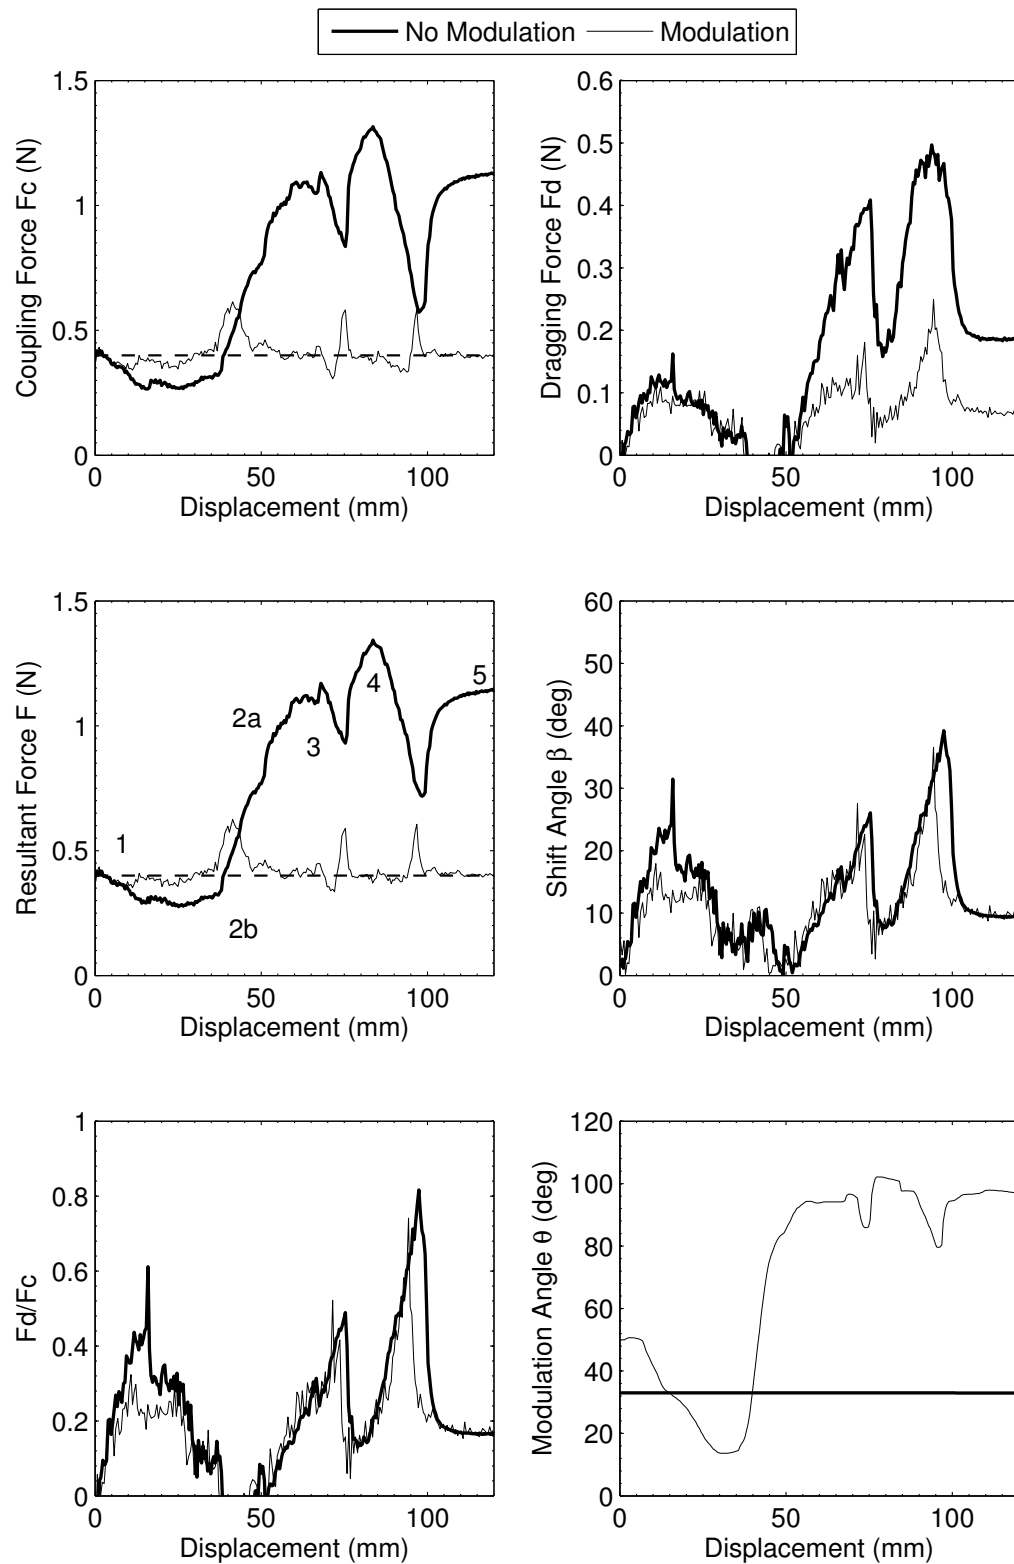 No Modulation Modulation
1.5
1
0.5
0
0 50 100
Coupling Force Fc (N)
Displacement (mm)
0.6
0.5
0.4
0.3
0.2
0.1
0
0 50 100
Dragging Force Fd (N)
Displacement (mm)
1.5
1
0.5
0
0 50 100
Resultant Force F (N)
1
2a
2b
3
4
5
Displacement (mm)
60
50
40
30
20
10
0
0 50 100
Shift Angle β (deg)
Displacement (mm)
1
0.8
0.6
0.4
0.2
0
0 50 100
Fd/Fc
Displacement (mm)
120
100
80
60
40
20
0
0 50 100
Modulation Angle θ (deg)
Displacement (mm)